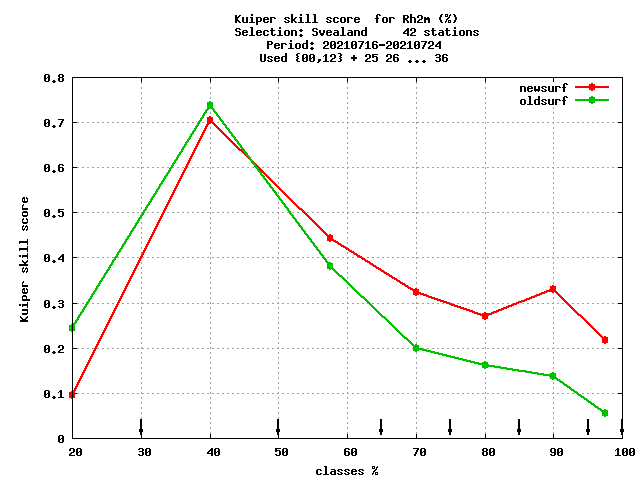 Kuiper skill score  for Rh2m (%)
Selection: Svealand     42 stations
Period: 20210716-20210724
Used {00,12} + 25 26 ... 36
newsurf
oldsurf
0.8
0.7
0.6
0.5
0.4
0.3
0.2
0.1
0
Kuiper skill score
20 30 40 50 60 70 80 90 100
classes %